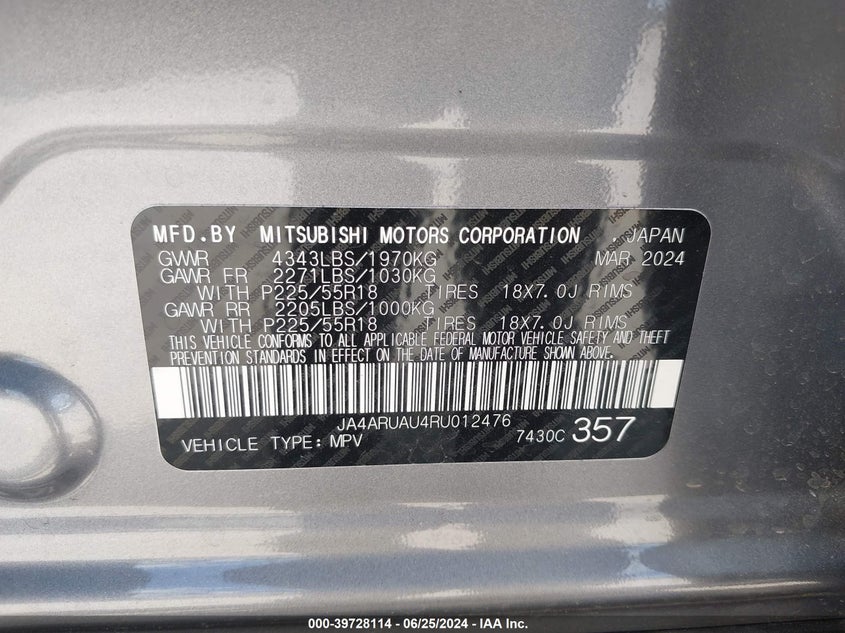 MFD.BY MITSUBISHI MOTORS CORPORATION JAPAN
GVWR 4343LBS/1970KG MAR 2024
GAWR FR 2271LBS/1030KG
WITH P225/55R18 TIRES 18X7.0J RIMS
GAWR RR 2205LBS/1000KG
WITH P225/55R18 TIRES 18X7.0J RIMS
THIS VEHICLE CONFORMS TO ALL APPLICABLE FEDERAL MOTOR VEHICLE SAFETY AND THEFT
PREVENTION STANDARDS IN EFFECT ON THE DATE OF MANUFACTURE SHOWN ABOVE.
JA4ARUAU4RU012476
VEHICLE TYPE: MPV 7430C 357
000-39728114 - 06/25/2024 - IAA Inc.